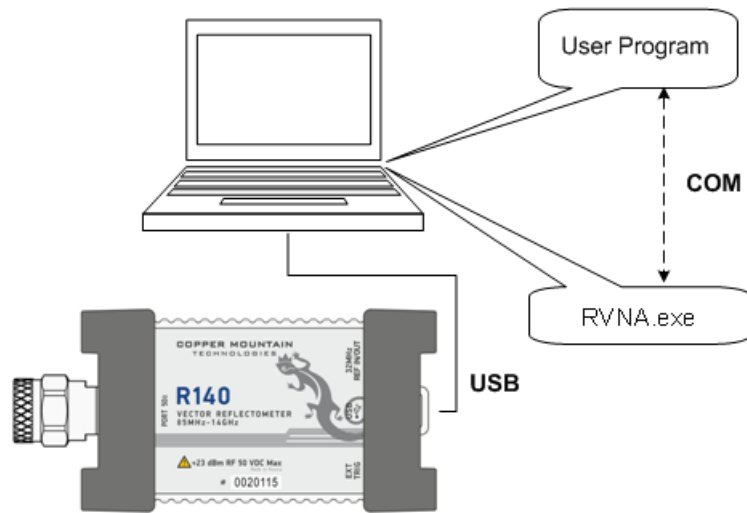 User Program
COM
RVNA.exe
USB
COPPER MOUNTAIN
TECHNOLOGIES
R140
VECTOR REFLECTOMETER
85MHz-14GHz
PORT 50Ω
32MHz
REF IN/OUT
USB
EXT
TRIG
+23 dBm RF 50 VDC Max
# 0020115